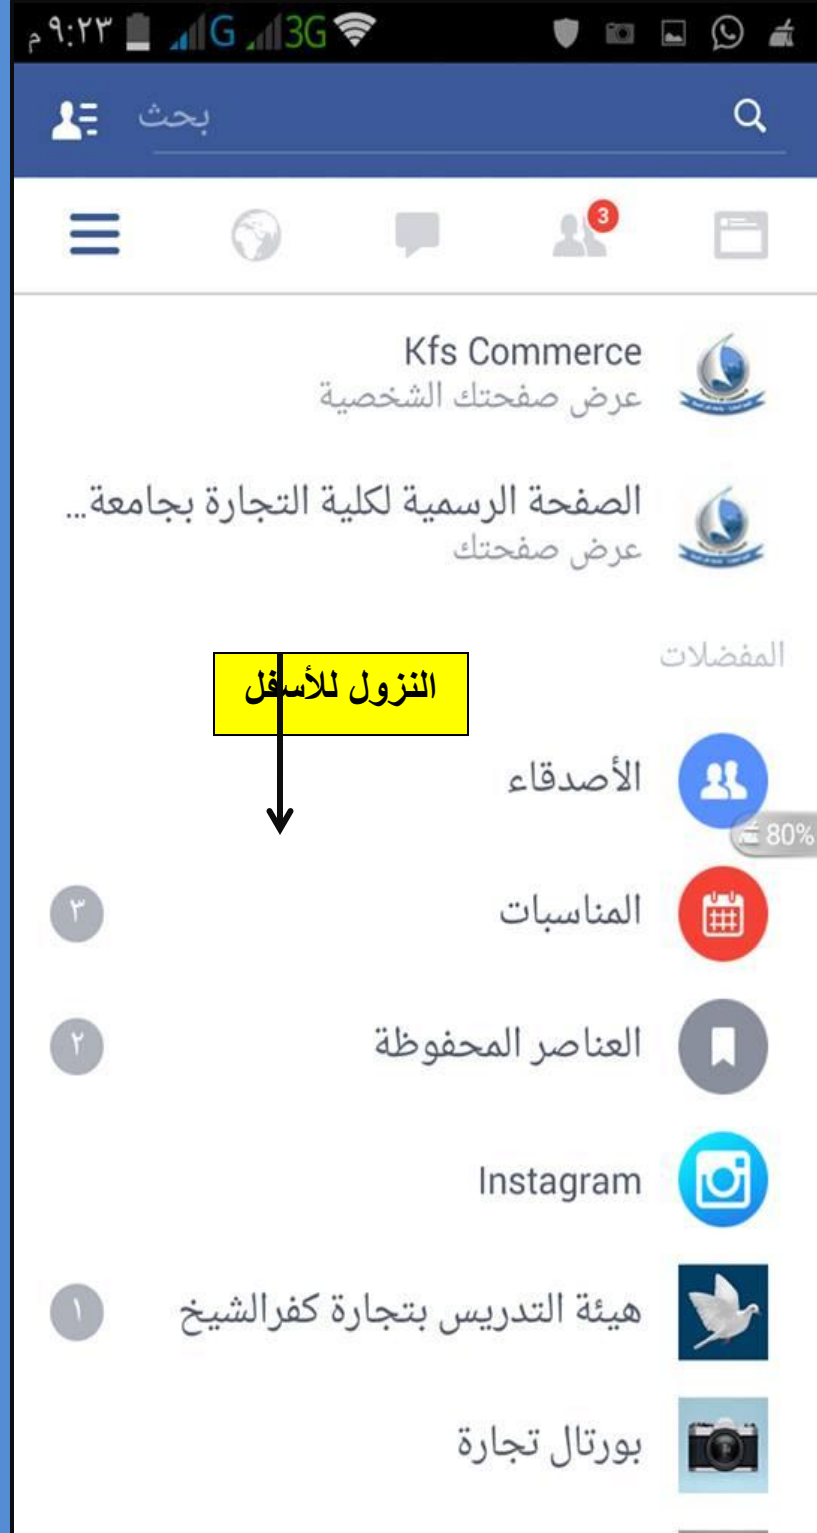 ٩:٢٣ م G 3G
بحث
3
Kfs Commerce
عرض صفحتك الشخصية
الصفحة الرسمية لكلية التجارة بجامعة...
عرض صفحتك
المفضلات
النزول للأسفل
الأصدقاء
80%
المناسبات ٣
العناصر المحفوظة ٢
Instagram
هيئة التدريس بتجارة كفرالشيخ ١
بورتال تجارة